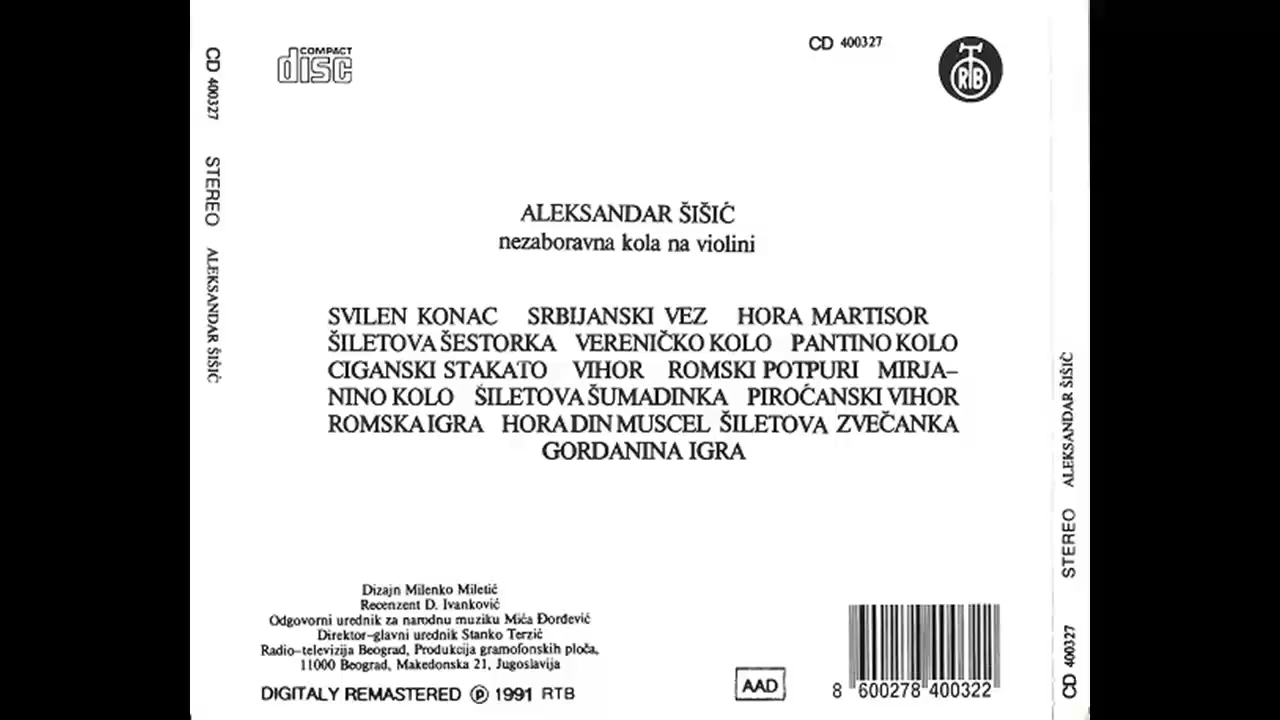 COMPACT
disc
CD 400327
RTB
CD 400327 STEREO ALEKSANDAR ŠIŠIĆ
ALEKSANDAR ŠIŠIĆ
nezaboravna kola na violini
SVILEN KONAC SRBIJANSKI VEZ HORA MARTISOR
ŠILETOVA ŠESTORKA VERENIČKO KOLO PANTINO KOLO
CIGANSKI STAKATO VIHOR ROMSKI POTPURI MIRJA–
NINO KOLO ŠILETOVA ŠUMADINKA PIROĆANSKI VIHOR
ROMSKA IGRA HORA DIN MUSCEL ŠILETOVA ZVEČANKA
GORDANINA IGRA
Dizajn Milenko Miletić
Recenzent D. Ivanković
Odgovorni urednik za narodnu muziku Mića Đorđević
Direktor–glavni urednik Stanko Terzić
Radio–televizija Beograd, Produkcija gramofonskih ploča,
11000 Beograd, Makedonska 21, Jugoslavija
DIGITALY REMASTERED ℗ 1991 RTB
AAD
8 600278 400322
CD 400327 STEREO ALEKSANDAR ŠIŠIĆ